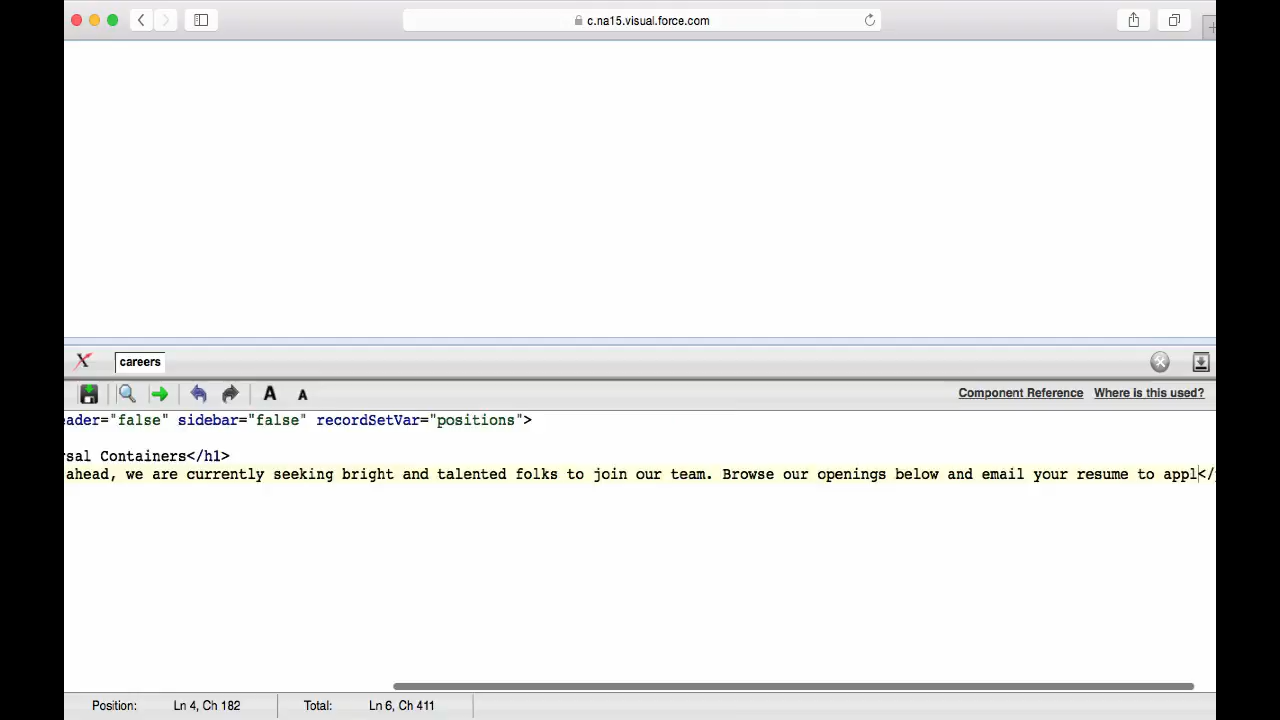 c.na15.visual.force.com
careers
A A Component Reference Where is this used?
eader="false" sidebar="false" recordSetVar="positions">
rsal Containers</h1>
ahead, we are currently seeking bright and talented folks to join our team. Browse our openings below and email your resume to appl</
Position: Ln 4, Ch 182 Total: Ln 6, Ch 411